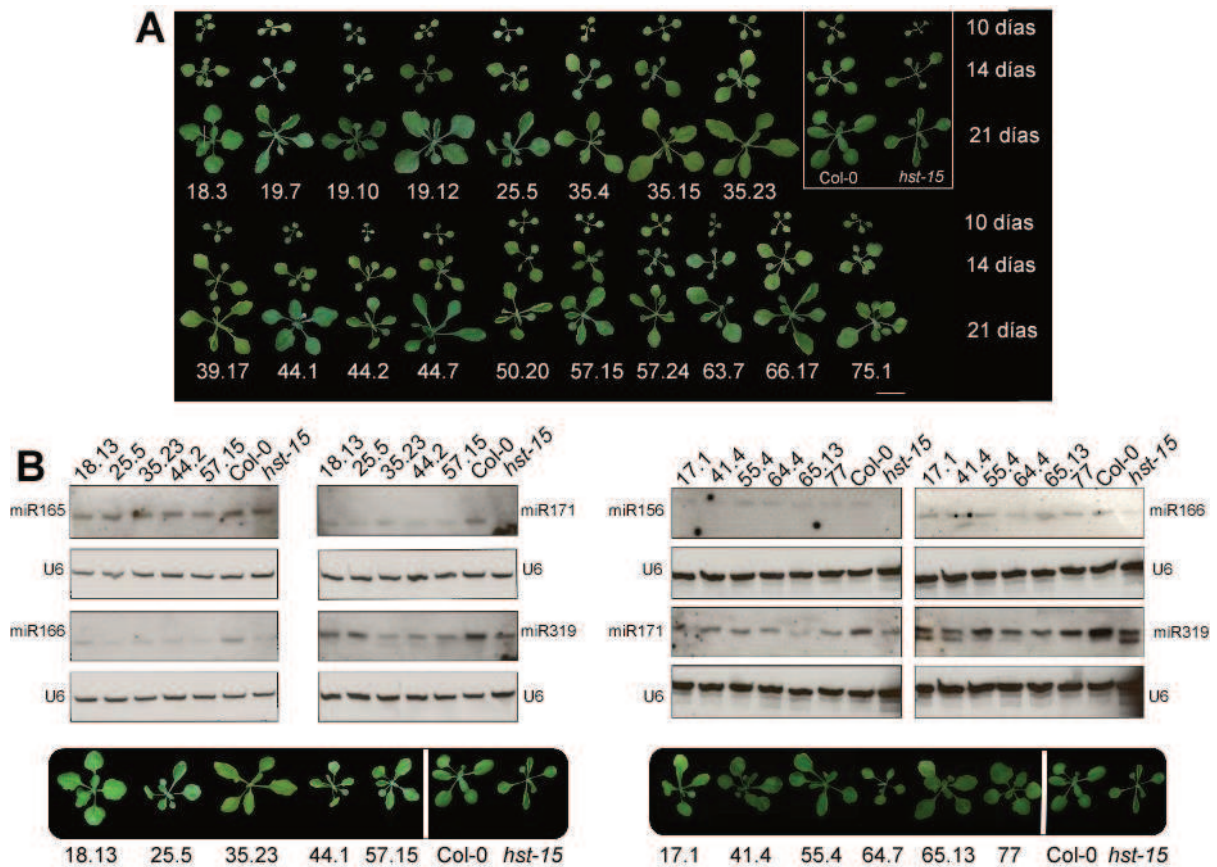 A
10 días
14 días
21 días
Col-0 hst-15
18.3 19.7 19.10 19.12 25.5 35.4 35.15 35.23
10 días
14 días
21 días
39.17 44.1 44.2 44.7 50.20 57.15 57.24 63.7 66.17 75.1
B
18.13 25.5 35.23 44.2 57.15 Col-0 hst-15
18.13 25.5 35.23 44.2 57.15 Col-0 hst-15
17.1 41.4 55.4 64.4 65.13 77 Col-0 hst-15
17.1 41.4 55.4 64.4 65.13 77 Col-0 hst-15
miR165 miR171 miR156 miR166
U6 U6 U6 U6
miR166 miR319 miR171 miR319
U6 U6 U6 U6
18.13 25.5 35.23 44.1 57.15 Col-0 hst-15
17.1 41.4 55.4 64.7 65.13 77 Col-0 hst-15